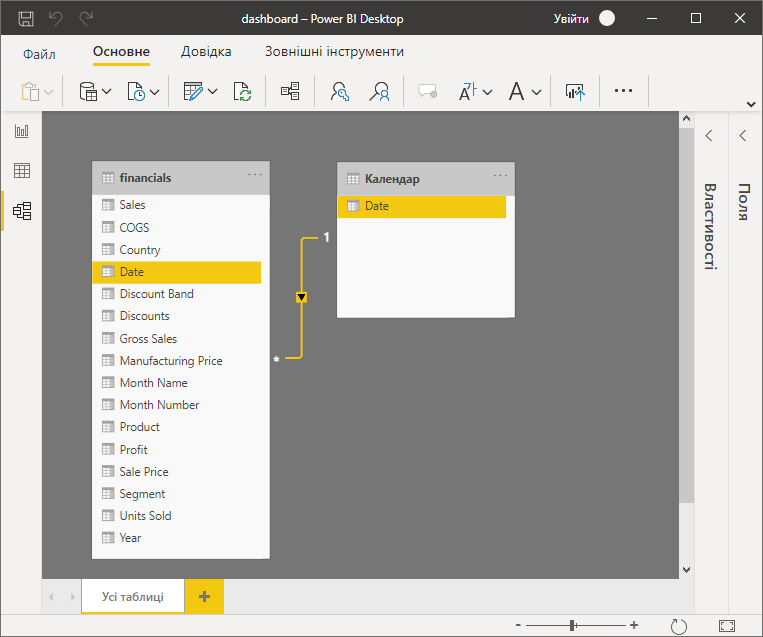 dashboard – Power BI Desktop
Увійти
Файл
Основне
Довідка
Зовнішні інструменти
financials
Sales
COGS
Country
Date
Discount Band
Discounts
Gross Sales
Manufacturing Price
Month Name
Month Number
Product
Profit
Sale Price
Segment
Units Sold
Year
1
*
Календар
Date
Властивості
Поля
Усі таблиці
+
- +